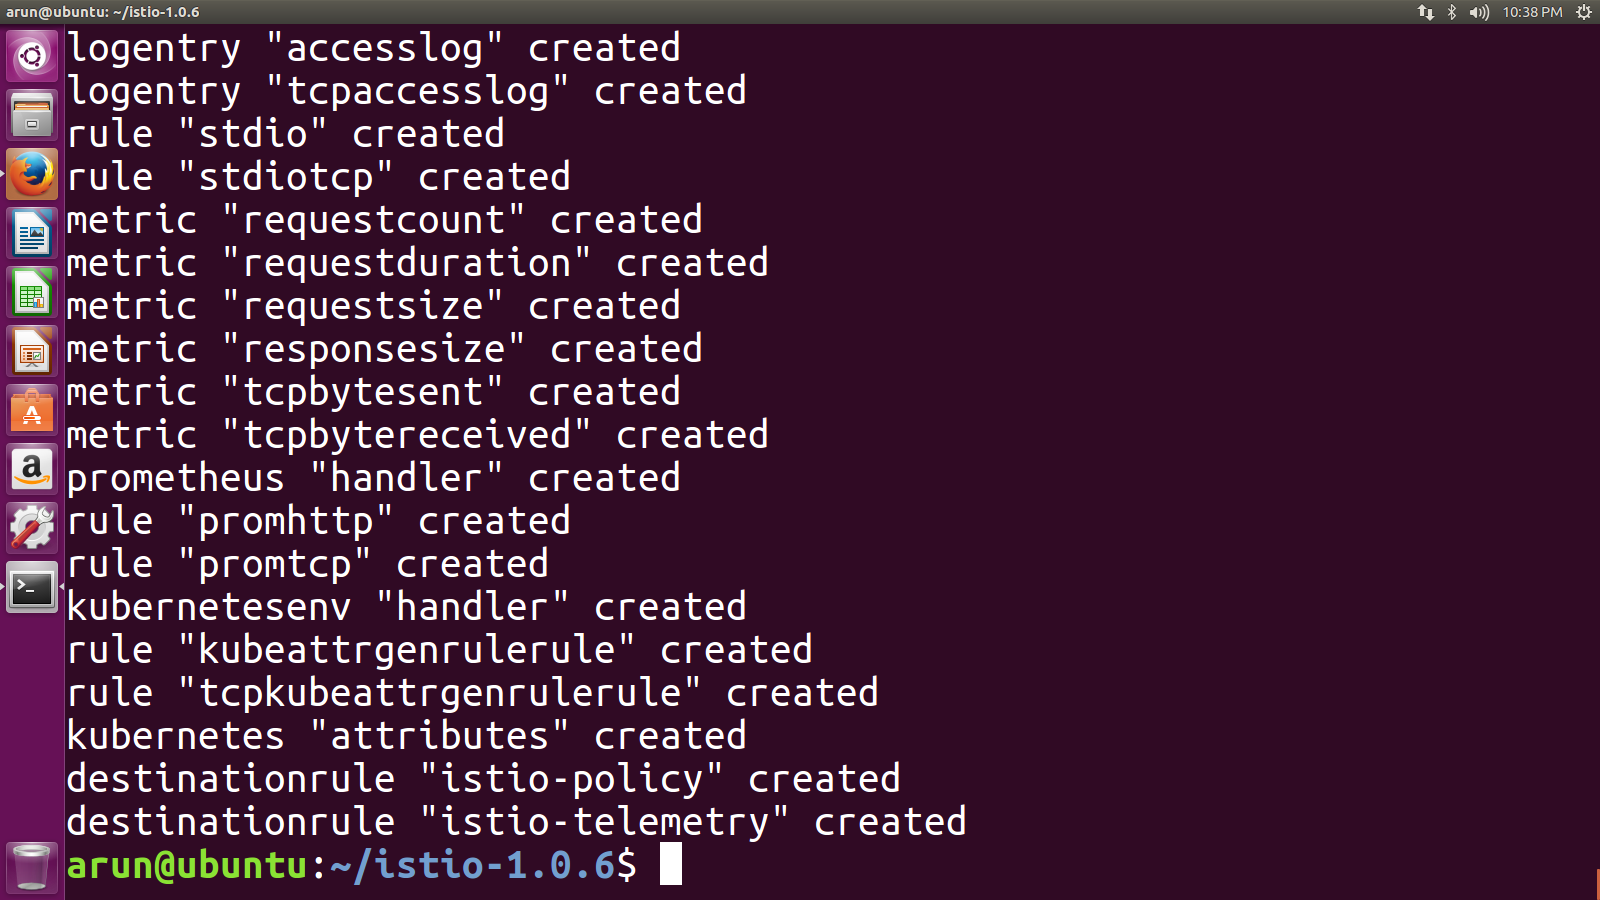 arun@ubuntu: ~/istio-1.0.6
10:38 PM
logentry "accesslog" created
logentry "tcpaccesslog" created
rule "stdio" created
rule "stdiotcp" created
metric "requestcount" created
metric "requestduration" created
metric "requestsize" created
metric "responsesize" created
metric "tcpbytesent" created
metric "tcpbytereceived" created
prometheus "handler" created
rule "promhttp" created
rule "promtcp" created
kubernetesenv "handler" created
rule "kubeattrgenrulerule" created
rule "tcpkubeattrgenrulerule" created
kubernetes "attributes" created
destinationrule "istio-policy" created
destinationrule "istio-telemetry" created
arun@ubuntu:~/istio-1.0.6$